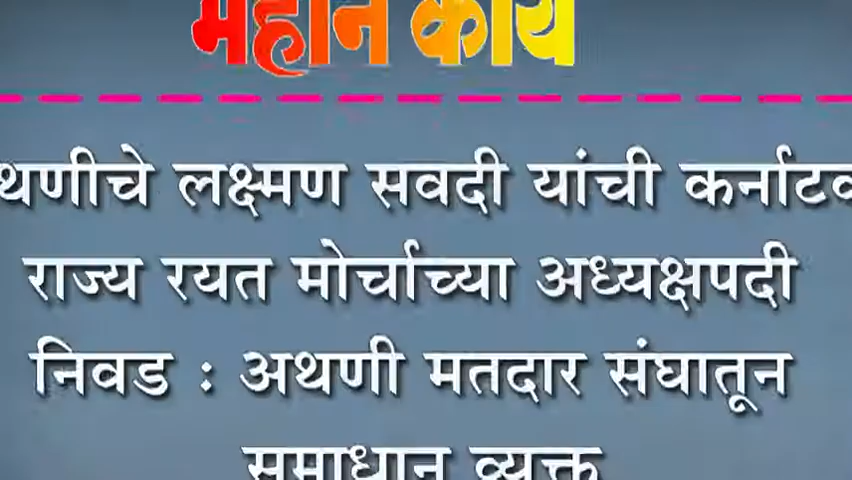 महान कार्य
थणीचे लक्ष्मण सवदी यांची कर्नाटक
राज्य रयत मोर्चाच्या अध्यक्षपदी
निवड : अथणी मतदार संघातून
समाधान व्यक्त